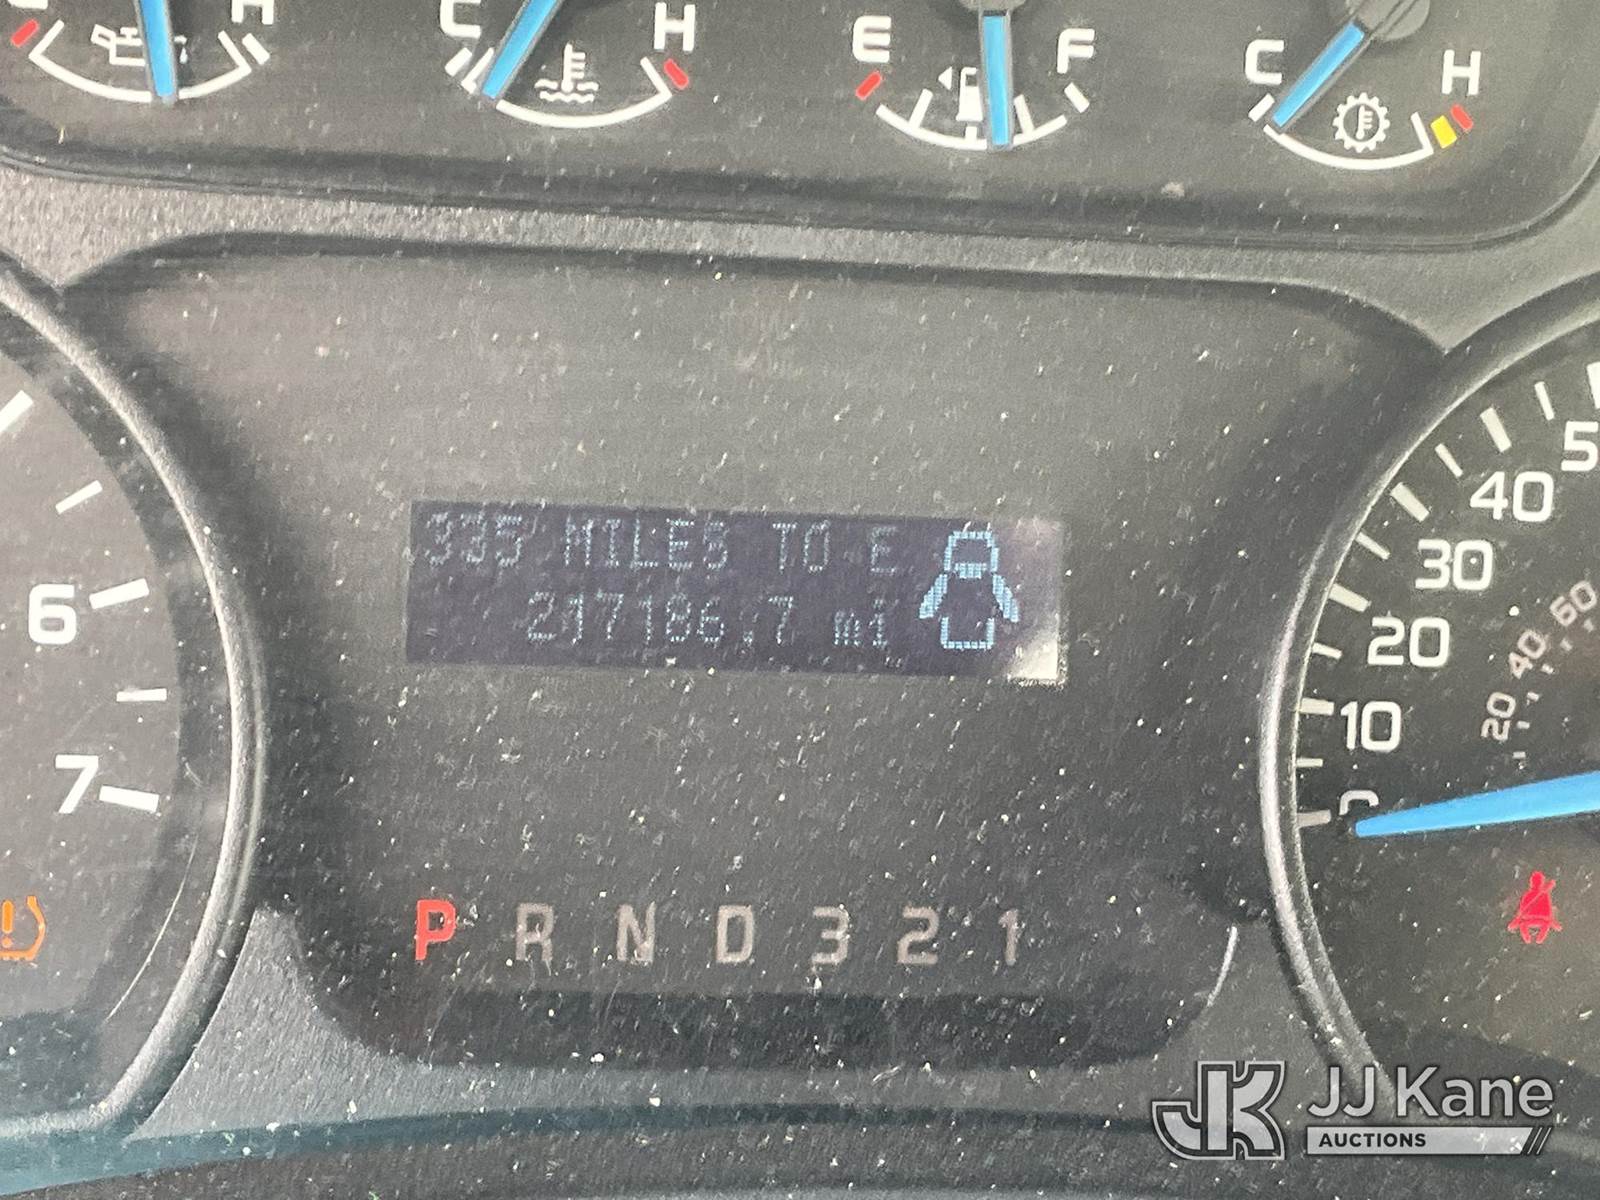 C H
C H
E F
C H
335 MILES TO E
217186.7 mi
6
7
50
40
30
20
10
0
60
40
20
P R N D 3 2 1
JJ Kane
AUCTIONS